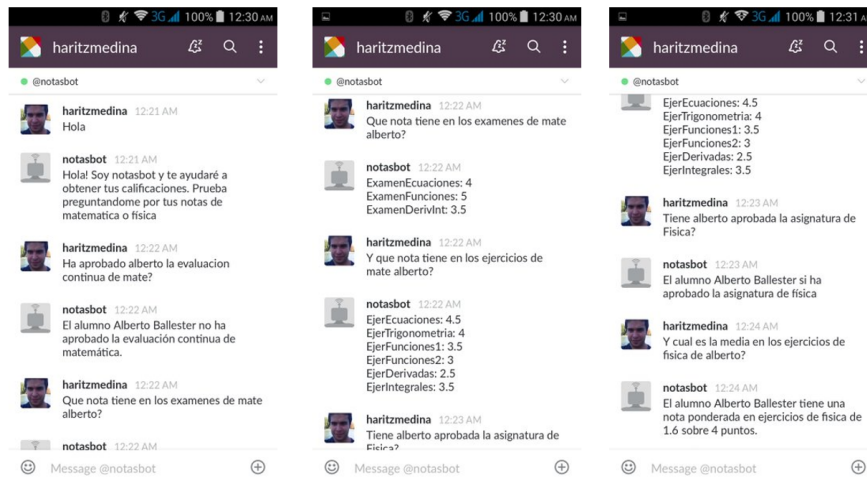 3G 100% 12:30 AM
haritzmedina
@notasbot
haritzmedina 12:21 AM
Hola
notasbot 12:21 AM
Hola! Soy notasbot y te ayudaré a
obtener tus calificaciones. Prueba
preguntandome por tus notas de
matematica o física
haritzmedina 12:22 AM
Ha aprobado alberto la evaluacion
continua de mate?
notasbot 12:22 AM
El alumno Alberto Ballester no ha
aprobado la evaluación continua de
matemática.
haritzmedina 12:22 AM
Que nota tiene en los examenes de mate
alberto?
notasbot 12:22 AM
Message @notasbot
3G 100% 12:30 AM
haritzmedina
@notasbot
haritzmedina 12:22 AM
Que nota tiene en los examenes de mate
alberto?
notasbot 12:22 AM
ExamenEcuaciones: 4
ExamenFunciones: 5
ExamenDerivInt: 3.5
haritzmedina 12:22 AM
Y que nota tiene en los ejercicios de
mate alberto?
notasbot 12:22 AM
EjerEcuaciones: 4.5
EjerTrigonometria: 4
EjerFunciones1: 3.5
EjerFunciones2: 3
EjerDerivadas: 2.5
EjerIntegrales: 3.5
haritzmedina 12:23 AM
Tiene alberto aprobada la asignatura de
Fisica?
Message @notasbot
3G 100% 12:31 A
haritzmedina
@notasbot
EjerEcuaciones: 4.5
EjerTrigonometria: 4
EjerFunciones1: 3.5
EjerFunciones2: 3
EjerDerivadas: 2.5
EjerIntegrales: 3.5
haritzmedina 12:23 AM
Tiene alberto aprobada la asignatura de
Fisica?
notasbot 12:23 AM
El alumno Alberto Ballester si ha
aprobado la asignatura de física
haritzmedina 12:24 AM
Y cual es la media en los ejercicios de
fisica de alberto?
notasbot 12:24 AM
El alumno Alberto Ballester tiene una
nota ponderada en ejercicios de fisica de
1.6 sobre 4 puntos.
Message @notasbot